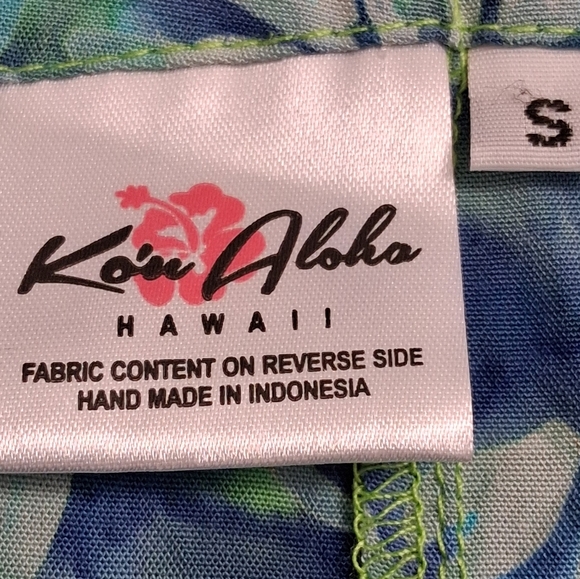 Ko'u Aloha
HAWAII
FABRIC CONTENT ON REVERSE SIDE
HAND MADE IN INDONESIA
S